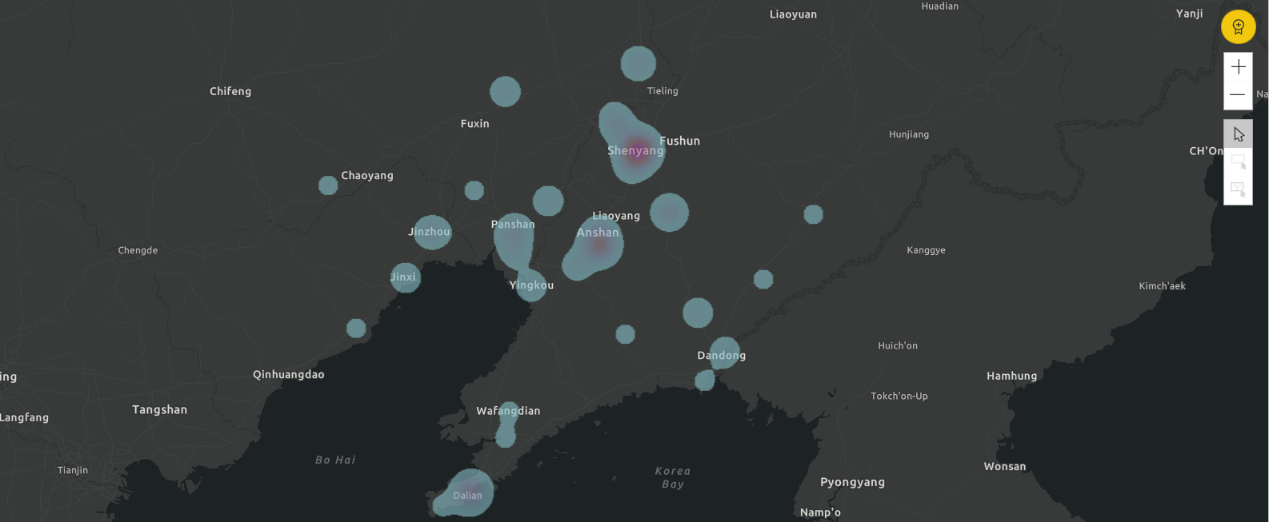 Huadian
Liaoyuan
Yanji
Chifeng
Tieling
Na
Fuxin
Fushun
Hunjiang
Shenyang
CH'On
Chaoyang
Liaoyang
Panshan
Jinzhou
Anshan
Chengde
Kanggye
Jinxi
Yingkou
Kimch'aek
Huich'on
Dandong
Qinhuangdao
ing
Hamhung
Tokch'on-Up
Tangshan
Wafangdian
Langfang
Bo Hai
Wonsan
Tianjin
Korea
Bay
Pyongyang
Dalian
Namp'o